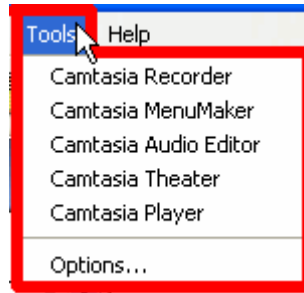 Tools Help
Camtasia Recorder
Camtasia MenuMaker
Camtasia Audio Editor
Camtasia Theater
Camtasia Player
Options...